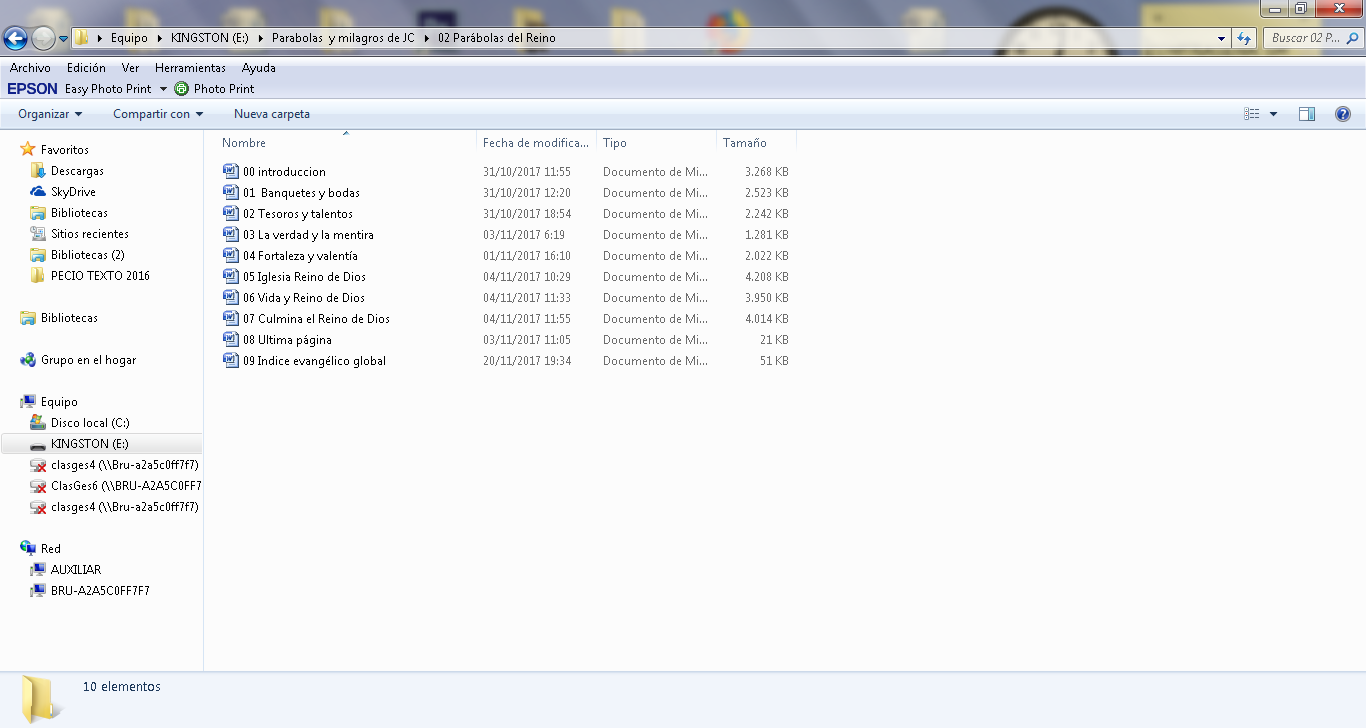 Equipo KINGSTON (E:) Parabolas y milagros de JC 02 Parábolas del Reino Buscar 02 P...
Archivo Edición Ver Herramientas Ayuda
EPSON Easy Photo Print Photo Print
Organizar Compartir con Nueva carpeta
Favoritos
Descargas
SkyDrive
Bibliotecas
Sitios recientes
Bibliotecas (2)
PECIO TEXTO 2016
Bibliotecas
Grupo en el hogar
Equipo
Disco local (C:)
KINGSTON (E:)
clasges4 (\\Bru-a2a5c0ff7f7)
ClasGes6 (\\BRU-A2A5C0FF7
clasges4 (\\Bru-a2a5c0ff7f7)
Red
AUXILIAR
BRU-A2A5C0FF7F7
Nombre Fecha de modifica... Tipo Tamaño
00 introduccion 31/10/2017 11:55 Documento de Mi... 3.268 KB
01 Banquetes y bodas 31/10/2017 12:20 Documento de Mi... 2.523 KB
02 Tesoros y talentos 31/10/2017 18:54 Documento de Mi... 2.242 KB
03 La verdad y la mentira 03/11/2017 6:19 Documento de Mi... 1.281 KB
04 Fortaleza y valentía 01/11/2017 16:10 Documento de Mi... 2.022 KB
05 Iglesia Reino de Dios 04/11/2017 10:29 Documento de Mi... 4.208 KB
06 Vida y Reino de Dios 04/11/2017 11:33 Documento de Mi... 3.950 KB
07 Culmina el Reino de Dios 04/11/2017 11:55 Documento de Mi... 4.014 KB
08 Ultima página 03/11/2017 11:05 Documento de Mi... 21 KB
09 Indice evangélico global 20/11/2017 19:34 Documento de Mi... 51 KB
10 elementos